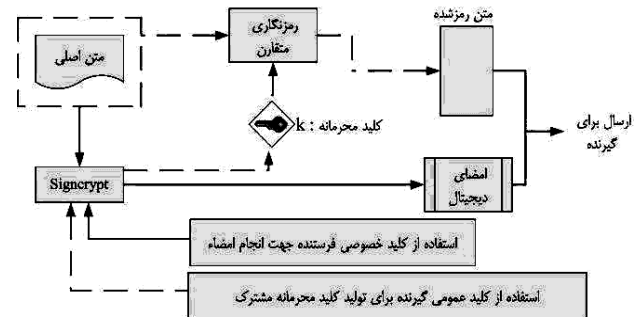 متن اصلی
رمزنگاری
متقارن
متن رمزشده
کلید محرمانه : k
ارسال برای
گیرنده
Signcrypt
امضای
دیجیتال
استفاده از کلید خصوصی فرستنده جهت انجام امضاء
استفاده از کلید عمومی گیرنده برای تولید کلید محرمانه مشترک